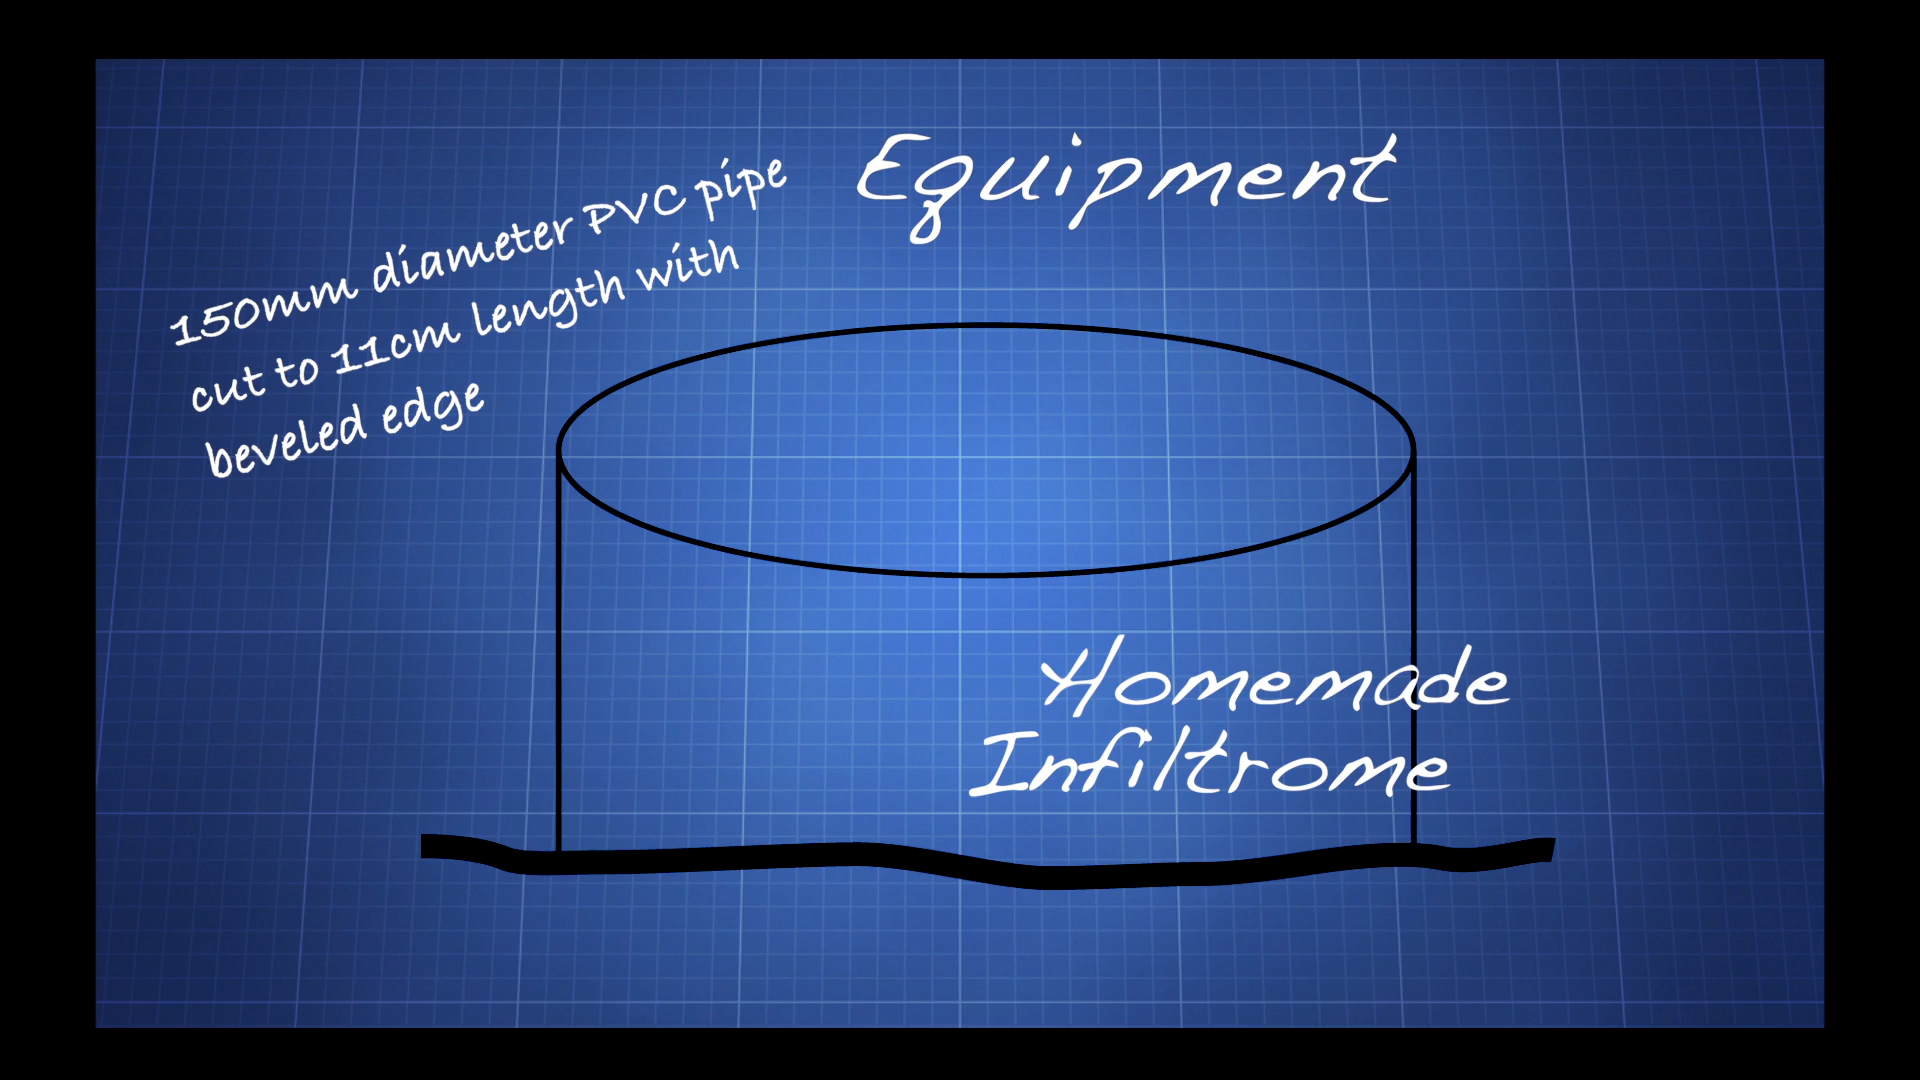 Equipment
150mm diameter PVC pipe
cut to 11cm length with
beveled edge
Homemade
Infiltrome